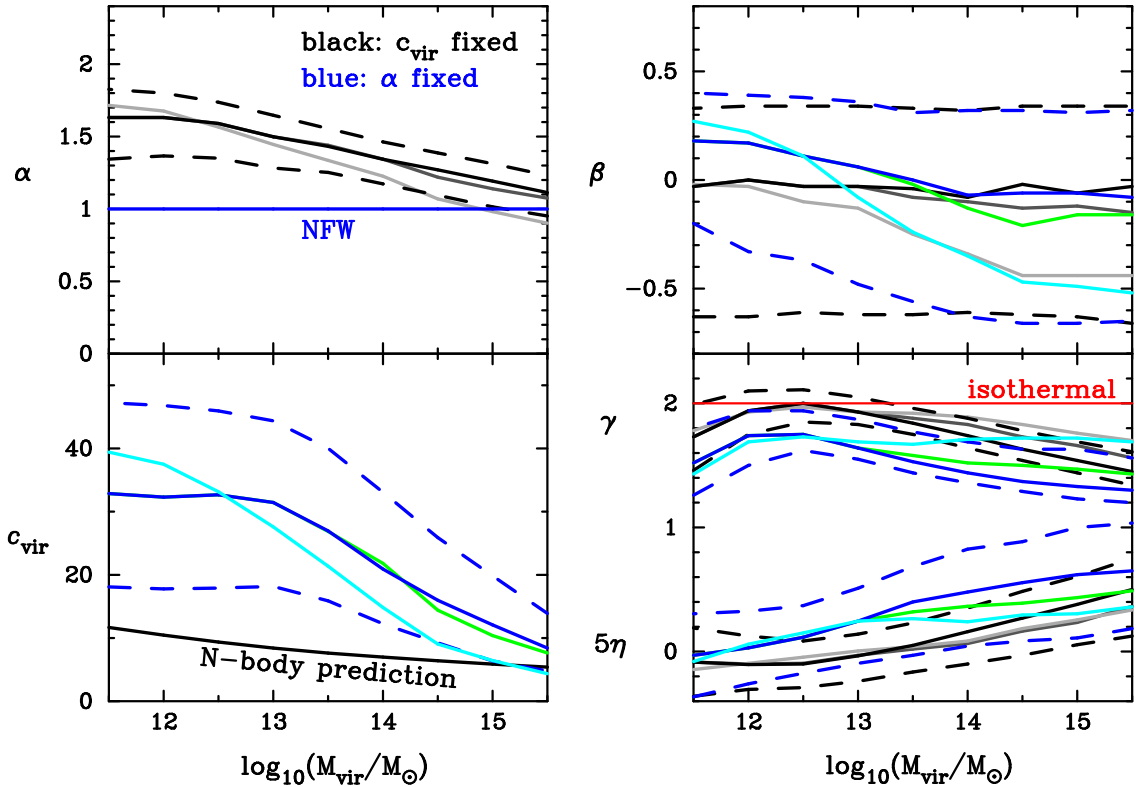 black: c_vir fixed
blue: α fixed
NFW
α
2
1.5
1
0.5
0
β
0.5
0
−0.5
c_vir
40
20
0
N-body prediction
12 13 14 15
log₁₀(M_vir/M_⊙)
isothermal
γ
2
1
5η
0
12 13 14 15
log₁₀(M_vir/M_⊙)